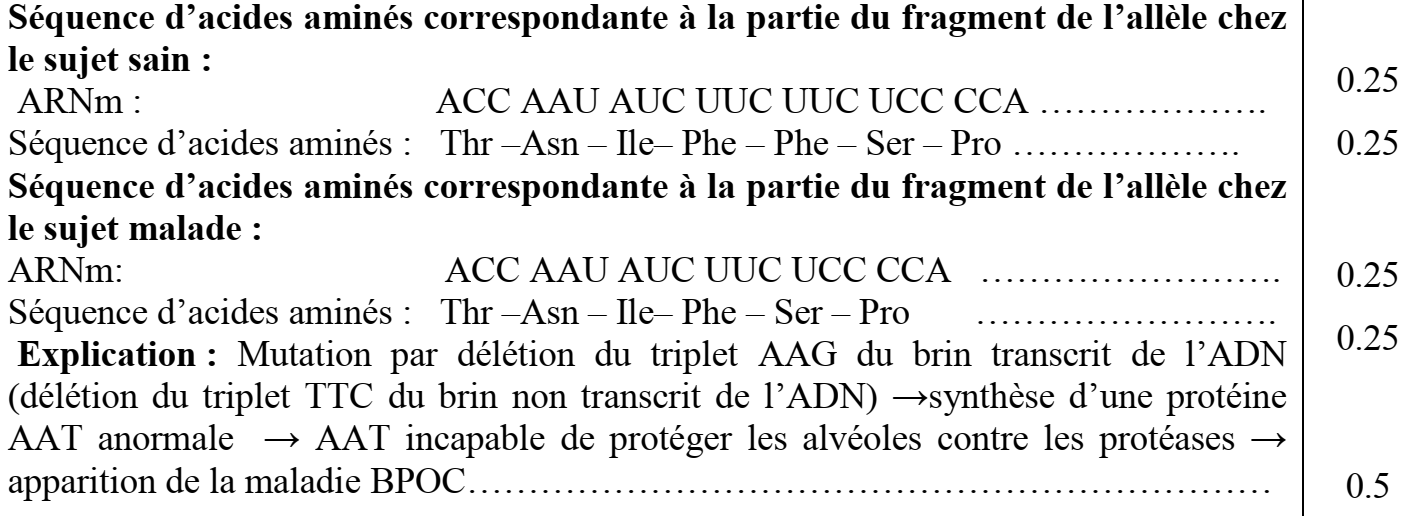 Séquence d’acides aminés correspondante à la partie du fragment de l’allèle chez
le sujet sain :
ARNm : ACC AAU AUC UUC UUC UCC CCA ………………. 0.25
Séquence d’acides aminés : Thr –Asn – Ile– Phe – Phe – Ser – Pro ………………. 0.25
Séquence d’acides aminés correspondante à la partie du fragment de l’allèle chez
le sujet malade :
ARNm: ACC AAU AUC UUC UCC CCA ……………………. 0.25
Séquence d’acides aminés : Thr –Asn – Ile– Phe – Ser – Pro ……………………. 0.25
Explication : Mutation par délétion du triplet AAG du brin transcrit de l’ADN
(délétion du triplet TTC du brin non transcrit de l’ADN) →synthèse d’une protéine
AAT anormale → AAT incapable de protéger les alvéoles contre les protéases →
apparition de la maladie BPOC………………………………………………………… 0.5